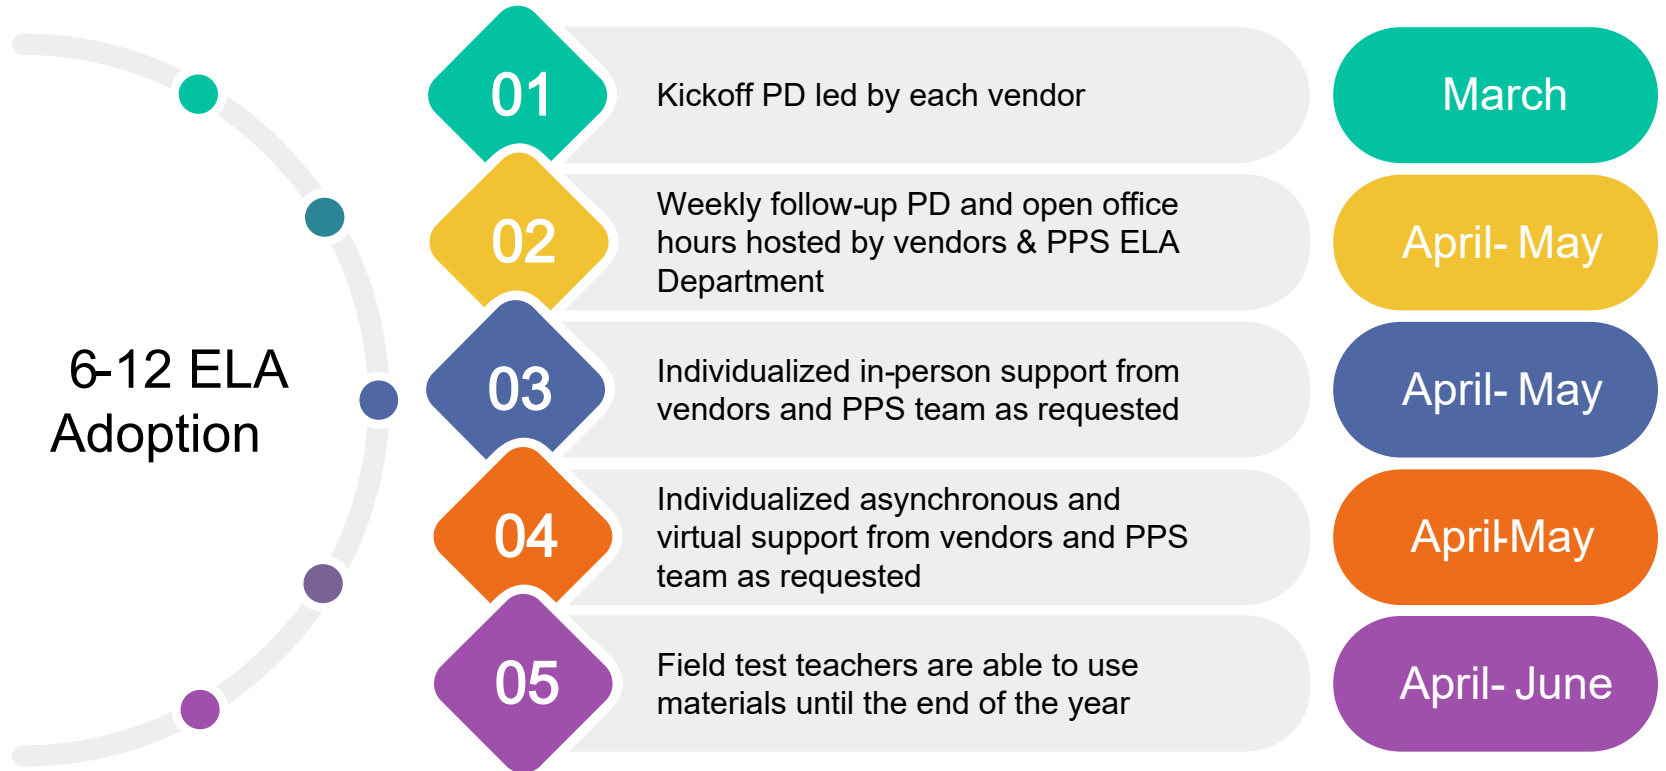 6-12 ELA
Adoption
01
Kickoff PD led by each vendor
March
02
Weekly follow-up PD and open office
hours hosted by vendors & PPS ELA
Department
April- May
03
Individualized in-person support from
vendors and PPS team as requested
April- May
04
Individualized asynchronous and
virtual support from vendors and PPS
team as requested
April-May
05
Field test teachers are able to use
materials until the end of the year
April- June